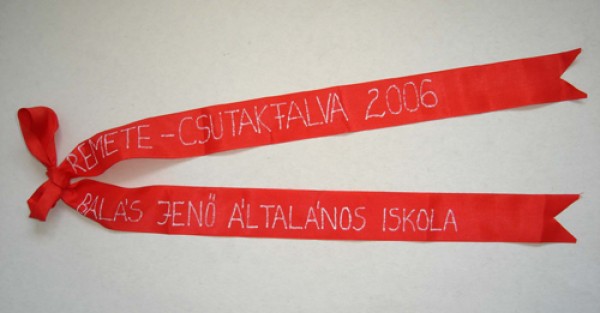 REMETE - CSUTAKFALVA 2006
BALÁS JENŐ ÁLTALÁNOS ISKOLA